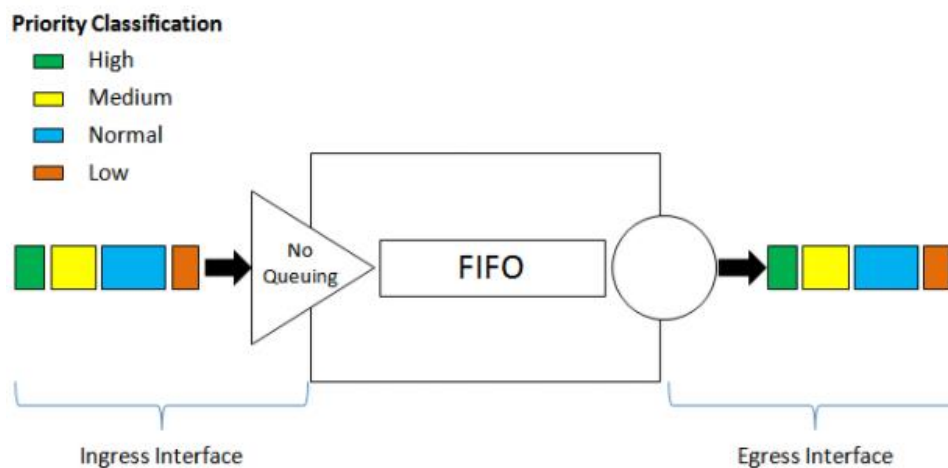 Priority Classification
High
Medium
Normal
Low
No
Queuing
FIFO
Ingress Interface
Egress Interface